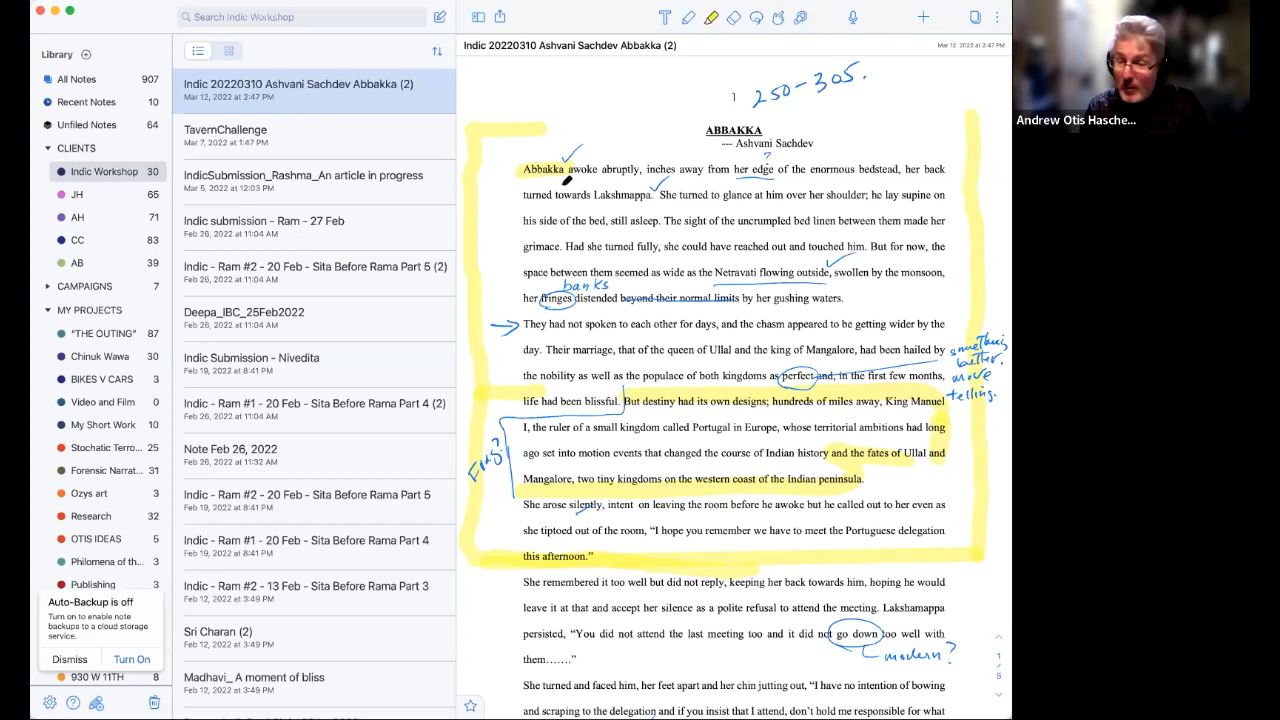 Search Indic Workshop
Library
All Notes 907
Recent Notes 10
Unfiled Notes 64
CLIENTS
Indic Workshop 30
JH 65
AH 71
CC 83
AB 39
CAMPAIGNS 7
MY PROJECTS
“THE OUTING” 87
Chinuk Wawa 30
BIKES V CARS 3
Video and Film 0
My Short Work 10
Stochatic Terro... 25
Forensic Narrat... 31
Ozys art 3
Research 32
OTIS IDEAS 5
Philomena of th... 3
Publishing 3
Auto-Backup is off
Turn on to enable note
backups to a cloud storage
service.
Dismiss Turn On
930 W 11TH 8
Indic 20220310 Ashvani Sachdev Abbakka (2)
Mar 12, 2022 at 2:47 PM
TavernChallenge
Mar 7, 2022 at 1:47 PM
IndicSubmission_Rashma_An article in progress
Mar 5, 2022 at 12:03 PM
Indic submission - Ram - 27 Feb
Feb 26, 2022 at 11:04 AM
Indic - Ram #2 - 20 Feb - Sita Before Rama Part 5 (2)
Feb 26, 2022 at 11:04 AM
Deepa_IBC_25Feb2022
Feb 26, 2022 at 11:04 AM
Indic Submission - Nivedita
Feb 26, 2022 at 11:04 AM
Indic - Ram #1 - 20 Feb - Sita Before Rama Part 4 (2)
Feb 26, 2022 at 11:04 AM
Note Feb 26, 2022
Feb 26, 2022 at 11:04 AM
Indic - Ram #2 - 20 Feb - Sita Before Rama Part 5
Feb 19, 2022 at 8:41 PM
Indic - Ram #1 - 20 Feb - Sita Before Rama Part 4
Feb 19, 2022 at 8:41 PM
Indic - Ram #2 - 13 Feb - Sita Before Rama Part 3
Feb 12, 2022 at 3:49 PM
Sri Charan (2)
Feb 12, 2022 at 3:49 PM
Madhavi_ A moment of bliss
Feb 12, 2022 at 3:49 PM
Indic 20220310 Ashvani Sachdev Abbakka (2)
Mar 12, 2022 at 2:47 PM
1 250-305.
ABBAKKA
--- Ashvani Sachdev
?
Abbakka awoke abruptly, inches away from her edge of the enormous bedstead, her back
turned towards Lakshmappa. She turned to glance at him over her shoulder; he lay supine on
his side of the bed, still asleep. The sight of the uncrumpled bed linen between them made her
grimace. Had she turned fully, she could have reached out and touched him. But for now, the
space between them seemed as wide as the Netravati flowing outside, swollen by the monsoon,
banks
her fringes distended beyond their normal limits by her gushing waters.
They had not spoken to each other for days, and the chasm appeared to be getting wider by the
day. Their marriage, that of the queen of Ullal and the king of Mangalore, had been hailed by
the nobility as well as the populace of both kingdoms as perfect and, in the first few months,
something
better.
more
telling.
life had been blissful. But destiny had its own designs; hundreds of miles away, King Manuel
I, the ruler of a small kingdom called Portugal in Europe, whose territorial ambitions had long
ago set into motion events that changed the course of Indian history and the fates of Ullal and
Mangalore, two tiny kingdoms on the western coast of the Indian peninsula.
She arose silently, intent on leaving the room before he awoke but he called out to her even as
she tiptoed out of the room, “I hope you remember we have to meet the Portuguese delegation
this afternoon.”
She remembered it too well but did not reply, keeping her back towards him, hoping he would
leave it at that and accept her silence as a polite refusal to attend the meeting. Lakshamappa
persisted, “You did not attend the last meeting too and it did not go down too well with
modern?
them…….”
She turned and faced him, her feet apart and her chin jutting out, “I have no intention of bowing
and scraping to the delegation and if you insist that I attend, don’t hold me responsible for what
1
/
5
Andrew Otis Hasche...